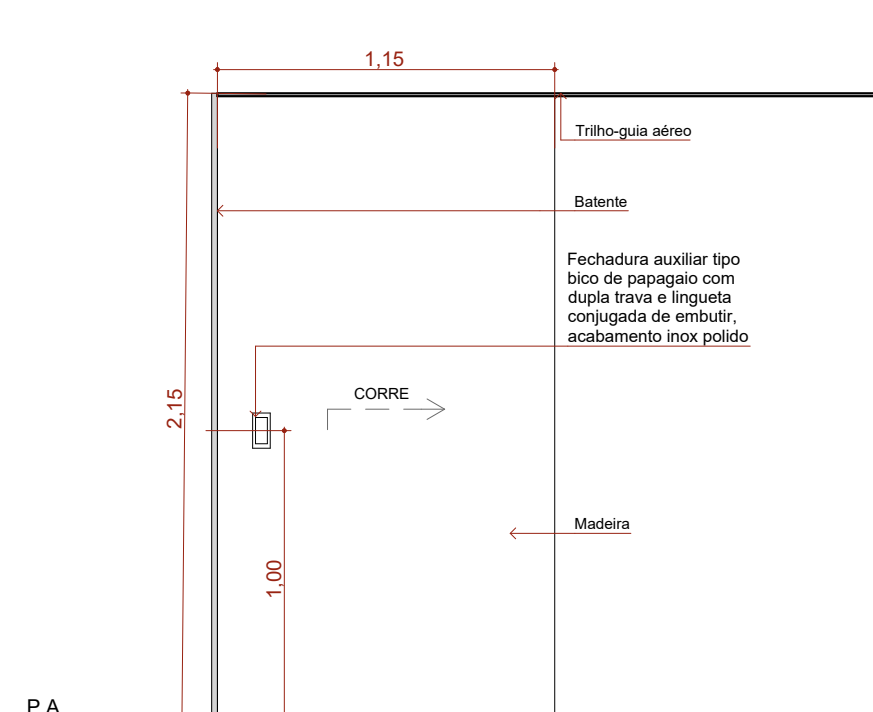 1,15
Trilho-guia aéreo
Batente
Fechadura auxiliar tipo
bico de papagaio com
dupla trava e lingueta
conjugada de embutir,
acabamento inox polido
CORRE
2,15
Madeira
1,00
P A